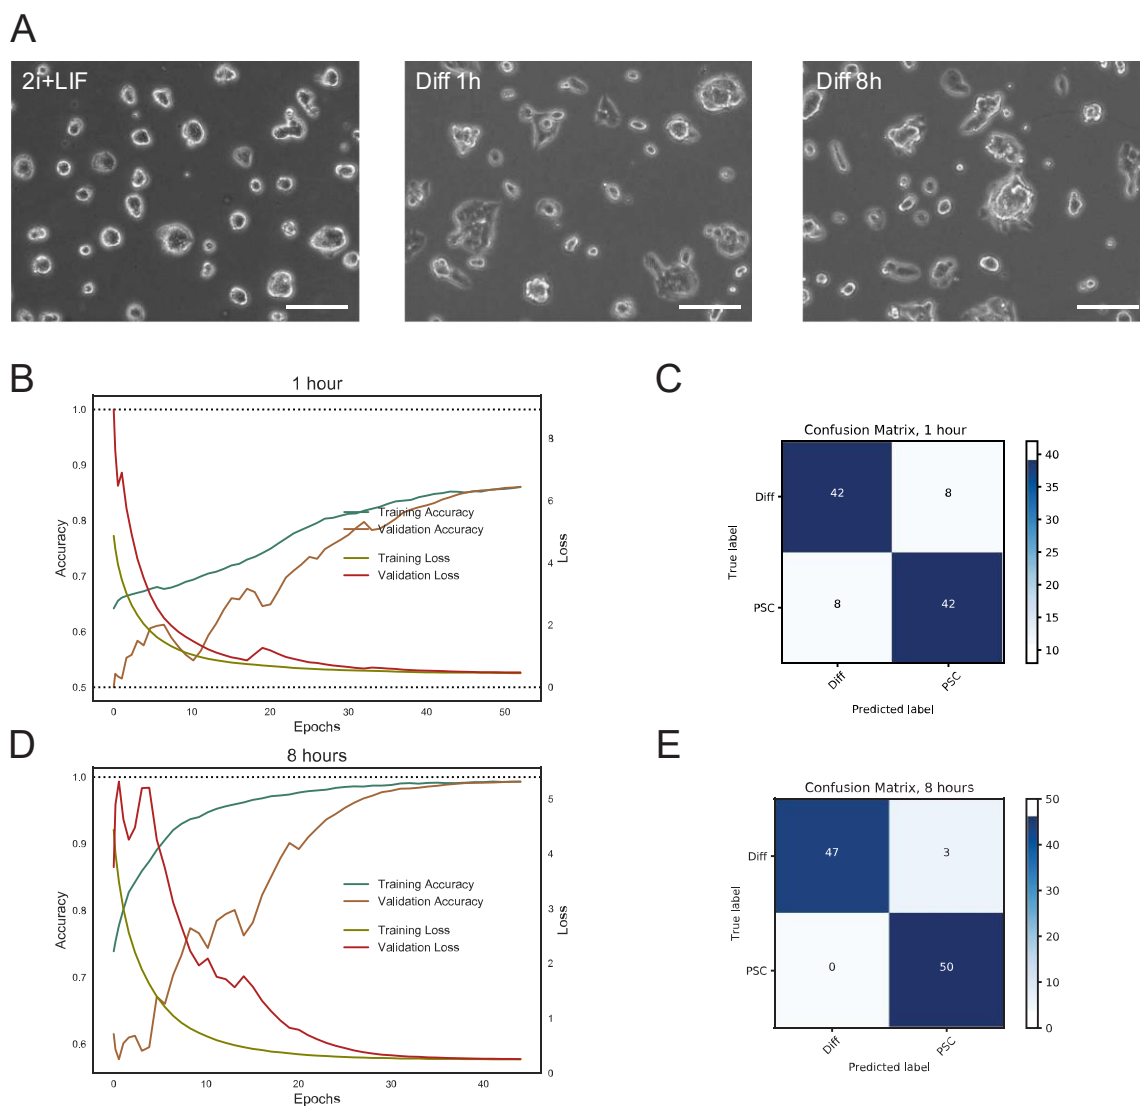 A
2i+LIF
Diff 1h
Diff 8h
B
1 hour
1.0
0.9
0.8
0.7
0.6
0.5
Accuracy
8
6
4
2
0
Loss
Training Accuracy
Validation Accuracy
Training Loss
Validation Loss
0 10 20 30 40 50
Epochs
C
Confusion Matrix, 1 hour
Diff
PSC
True label
42 8
8 42
Diff PSC
Predicted label
40
35
30
25
20
15
10
D
8 hours
1.0
0.9
0.8
0.7
0.6
Accuracy
5
4
3
2
1
0
Loss
Training Accuracy
Validation Accuracy
Training Loss
Validation Loss
0 10 20 30 40
Epochs
E
Confusion Matrix, 8 hours
Diff
PSC
True label
47 3
0 50
Diff PSC
Predicted label
50
40
30
20
10
0